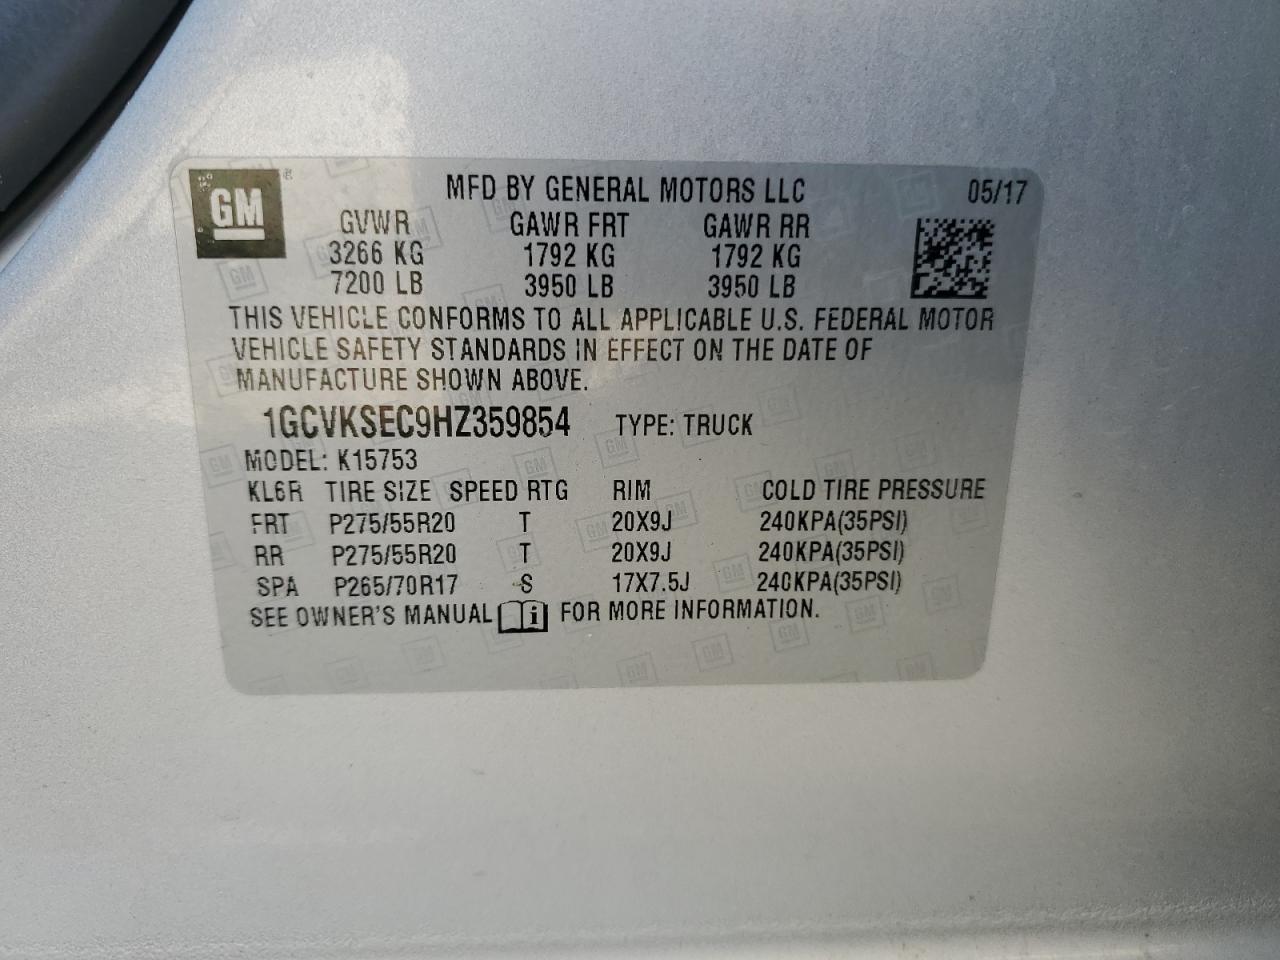 GM ® MFD BY GENERAL MOTORS LLC 05/17
GVWR GAWR FRT GAWR RR
3266 KG 1792 KG 1792 KG
7200 LB 3950 LB 3950 LB
THIS VEHICLE CONFORMS TO ALL APPLICABLE U.S. FEDERAL MOTOR
VEHICLE SAFETY STANDARDS IN EFFECT ON THE DATE OF
MANUFACTURE SHOWN ABOVE.
1GCVKSEC9HZ359854 TYPE: TRUCK
MODEL: K15753
KL6R TIRE SIZE SPEED RTG RIM COLD TIRE PRESSURE
FRT P275/55R20 T 20X9J 240KPA(35PSI)
RR P275/55R20 T 20X9J 240KPA(35PSI)
SPA P265/70R17 S 17X7.5J 240KPA(35PSI)
SEE OWNER'S MANUAL i FOR MORE INFORMATION.